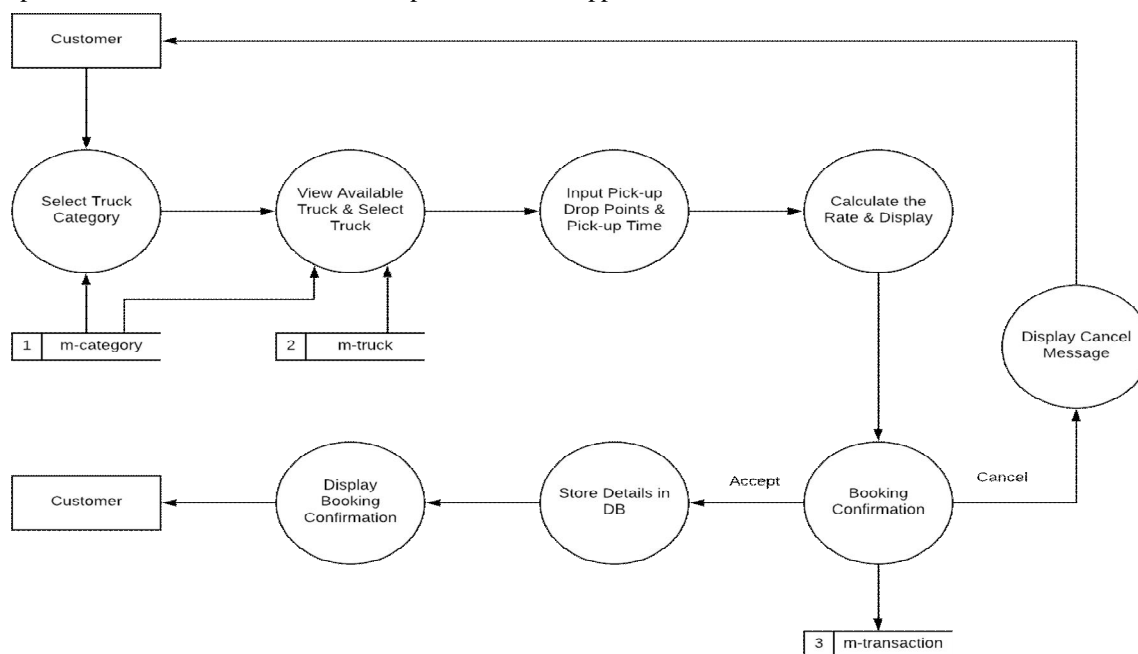 Customer
Select Truck
Category
View Available
Truck & Select
Truck
Input Pick-up
Drop Points &
Pick-up Time
Calculate the
Rate & Display
1 m-category
2 m-truck
Display Cancel
Message
Customer
Display
Booking
Confirmation
Store Details in
DB
Accept
Booking
Confirmation
Cancel
3 m-transaction